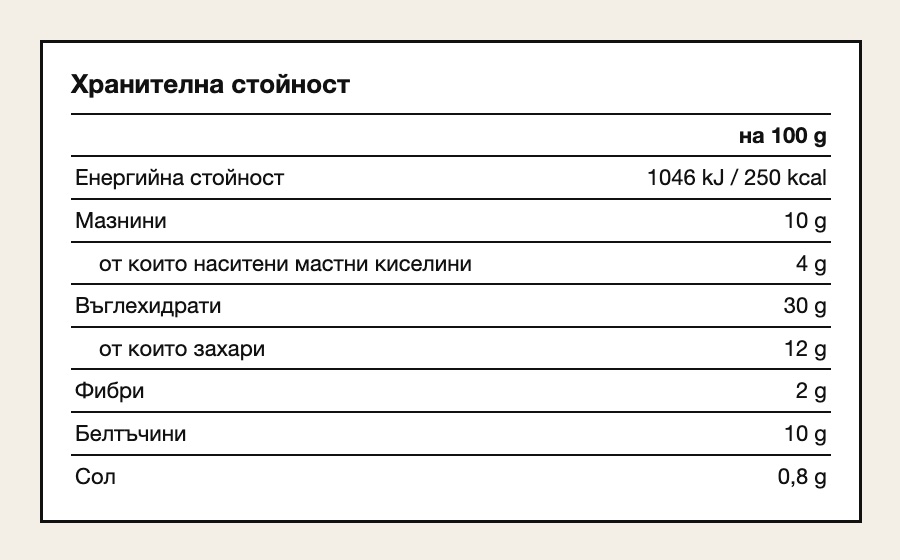 Хранителна стойност
на 100 g
Енергийна стойност 1046 kJ / 250 kcal
Мазнини 10 g
от които наситени мастни киселини 4 g
Въглехидрати 30 g
от които захари 12 g
Фибри 2 g
Белтъчини 10 g
Сол 0,8 g